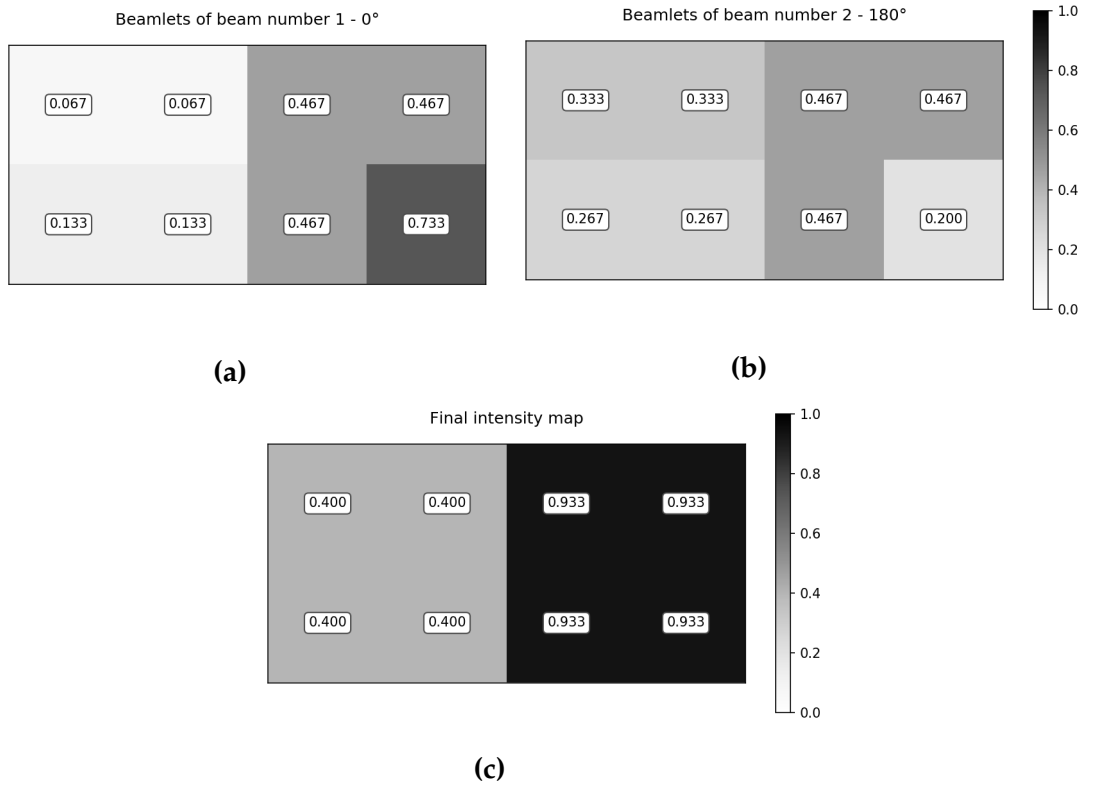 Beamlets of beam number 1 - 0°
0.067 0.067 0.467 0.467
0.133 0.133 0.467 0.733
(a)
Beamlets of beam number 2 - 180°
0.333 0.333 0.467 0.467
0.267 0.267 0.467 0.200
1.0
0.8
0.6
0.4
0.2
0.0
(b)
Final intensity map
0.400 0.400 0.933 0.933
0.400 0.400 0.933 0.933
1.0
0.8
0.6
0.4
0.2
0.0
(c)